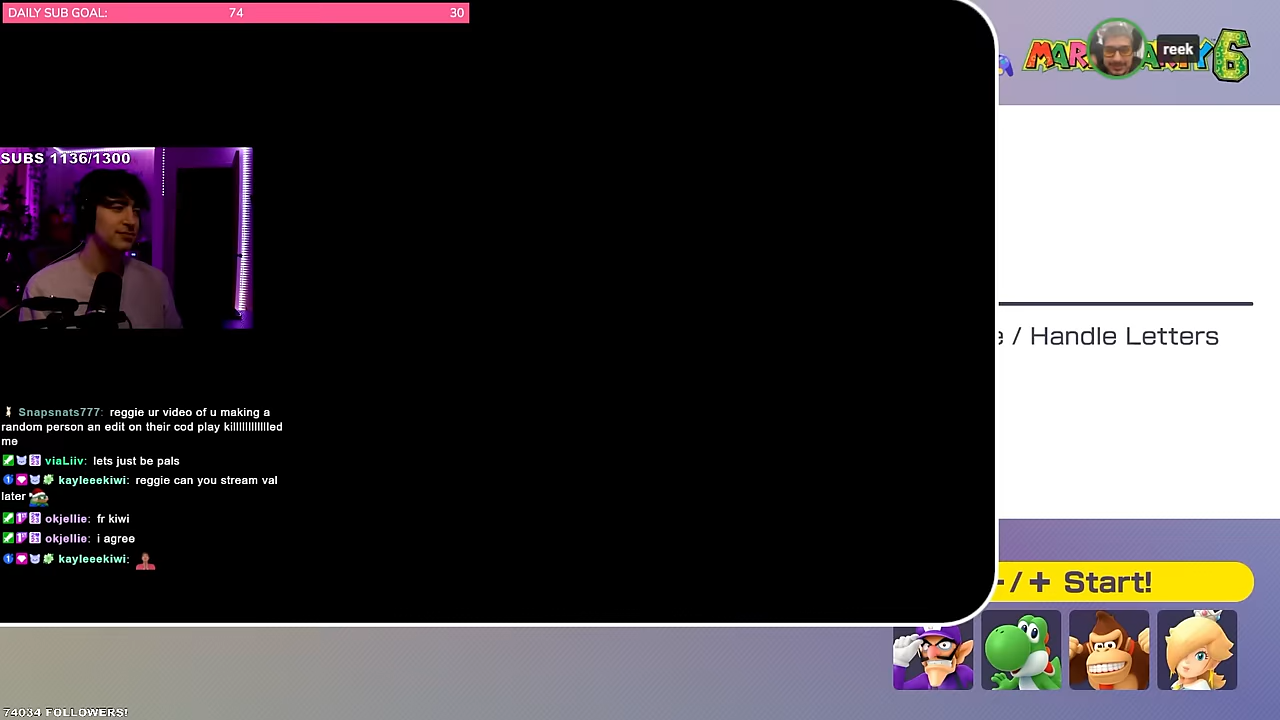 DAILY SUB GOAL: 74 30
reek
6
SUBS 1136/1300
/ Handle Letters
Snapsnats777: reggie ur video of u making a
random person an edit on their cod play killlllllllllled
me
viaLiiv: lets just be pals
kayleeekiwi: reggie can you stream val
later
okjellie: fr kiwi
okjellie: i agree
kayleeekiwi:
/+ Start!
74034 FOLLOWERS!